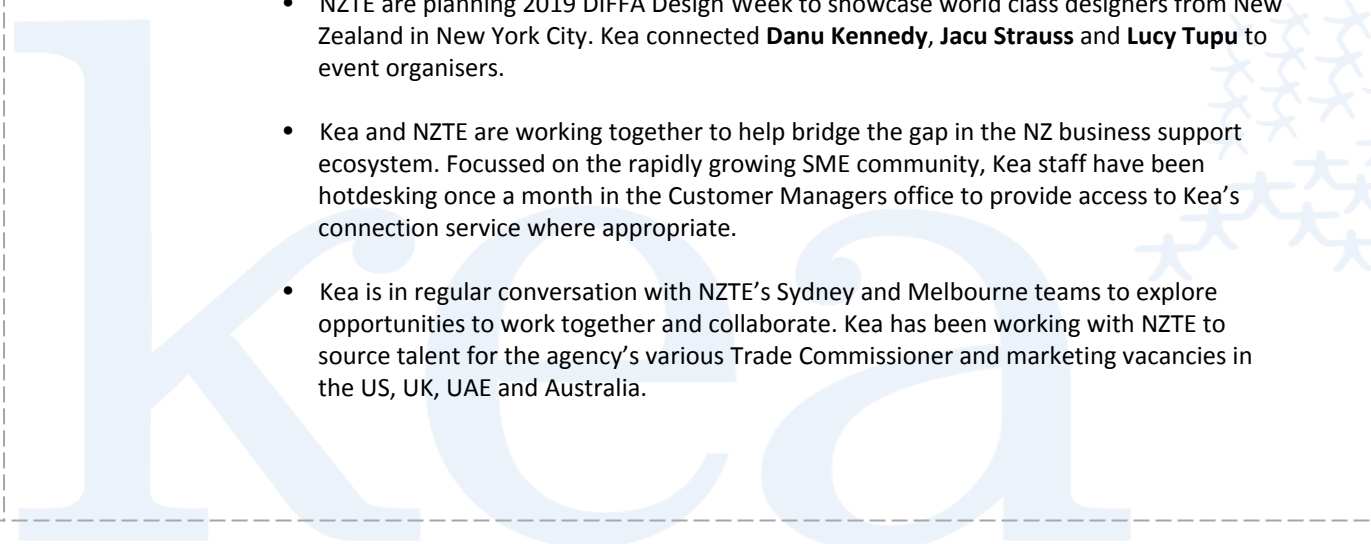 • NZTE are planning 2019 DIFFA Design Week to showcase world class designers from New
Zealand in New York City. Kea connected Danu Kennedy, Jacu Strauss and Lucy Tupu to
event organisers.
• Kea and NZTE are working together to help bridge the gap in the NZ business support
ecosystem. Focussed on the rapidly growing SME community, Kea staff have been
hotdesking once a month in the Customer Managers office to provide access to Kea’s
connection service where appropriate.
• Kea is in regular conversation with NZTE’s Sydney and Melbourne teams to explore
opportunities to work together and collaborate. Kea has been working with NZTE to
source talent for the agency’s various Trade Commissioner and marketing vacancies in
the US, UK, UAE and Australia.
kea